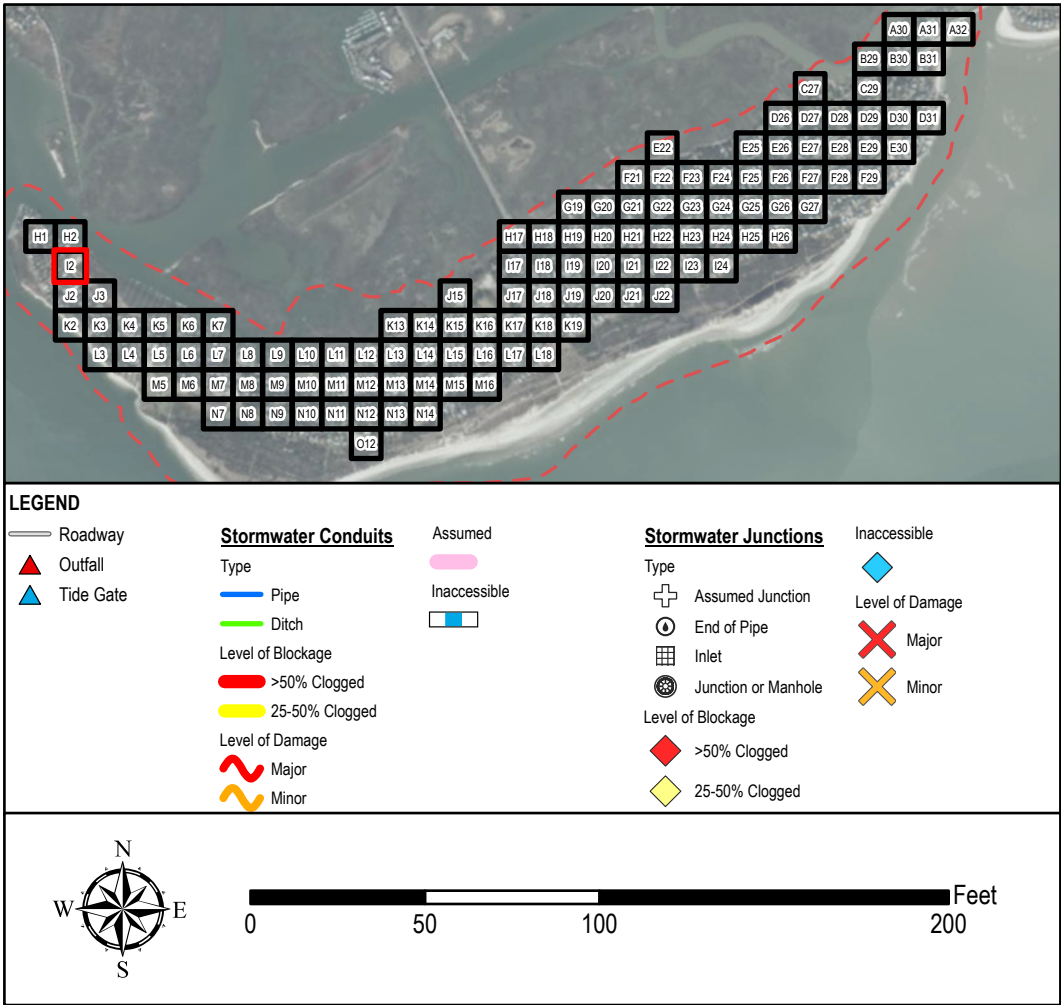 A30 A31 A32
B29 B30 B31
C27 C29
D26 D27 D28 D29 D30 D31
E22 E25 E26 E27 E28 E29 E30
F21 F22 F23 F24 F25 F26 F27 F28 F29
G19 G20 G21 G22 G23 G24 G25 G26 G27
H1 H2 H17 H18 H19 H20 H21 H22 H23 H24 H25 H26
I2 I17 I18 I19 I20 I21 I22 I23 I24
J2 J3 J15 J17 J18 J19 J20 J21 J22
K2 K3 K4 K5 K6 K7 K13 K14 K15 K16 K17 K18 K19
L3 L4 L5 L6 L7 L8 L9 L10 L11 L12 L13 L14 L15 L16 L17 L18
M5 M6 M7 M8 M9 M10 M11 M12 M13 M14 M15 M16
N7 N8 N9 N10 N11 N12 N13 N14
O12
LEGEND
Roadway
Outfall
Tide Gate
Stormwater Conduits
Type
Pipe
Ditch
Level of Blockage
>50% Clogged
25-50% Clogged
Level of Damage
Major
Minor
Assumed
Inaccessible
Stormwater Junctions
Type
Assumed Junction
End of Pipe
Inlet
Junction or Manhole
Level of Blockage
>50% Clogged
25-50% Clogged
Inaccessible
Level of Damage
Major
Minor
N
W E
S
Feet
0 50 100 200